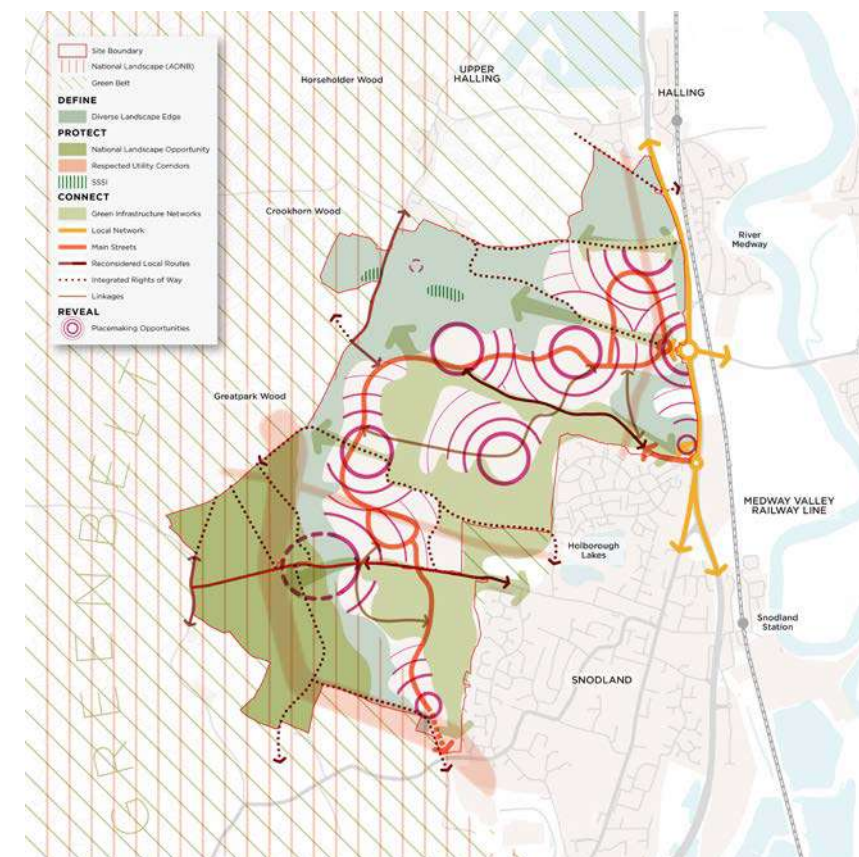 Site Boundary
National Landscape (AONB)
Green Belt
DEFINE
Diverse Landscape Edge
PROTECT
National Landscape Opportunity
Respected Utility Corridors
SSSI
CONNECT
Green Infrastructure Networks
Local Network
Main Streets
Reconsidered Local Routes
Integrated Rights of Way
Linkages
REVEAL
Placemaking Opportunities
Horseholder Wood
UPPER
HALLING
HALLING
Crookhorn Wood
River
Medway
Greatpark Wood
MEDWAY VALLEY
RAILWAY LINE
Holborough
Lakes
Snodland
Station
SNODLAND
GREEN BELT